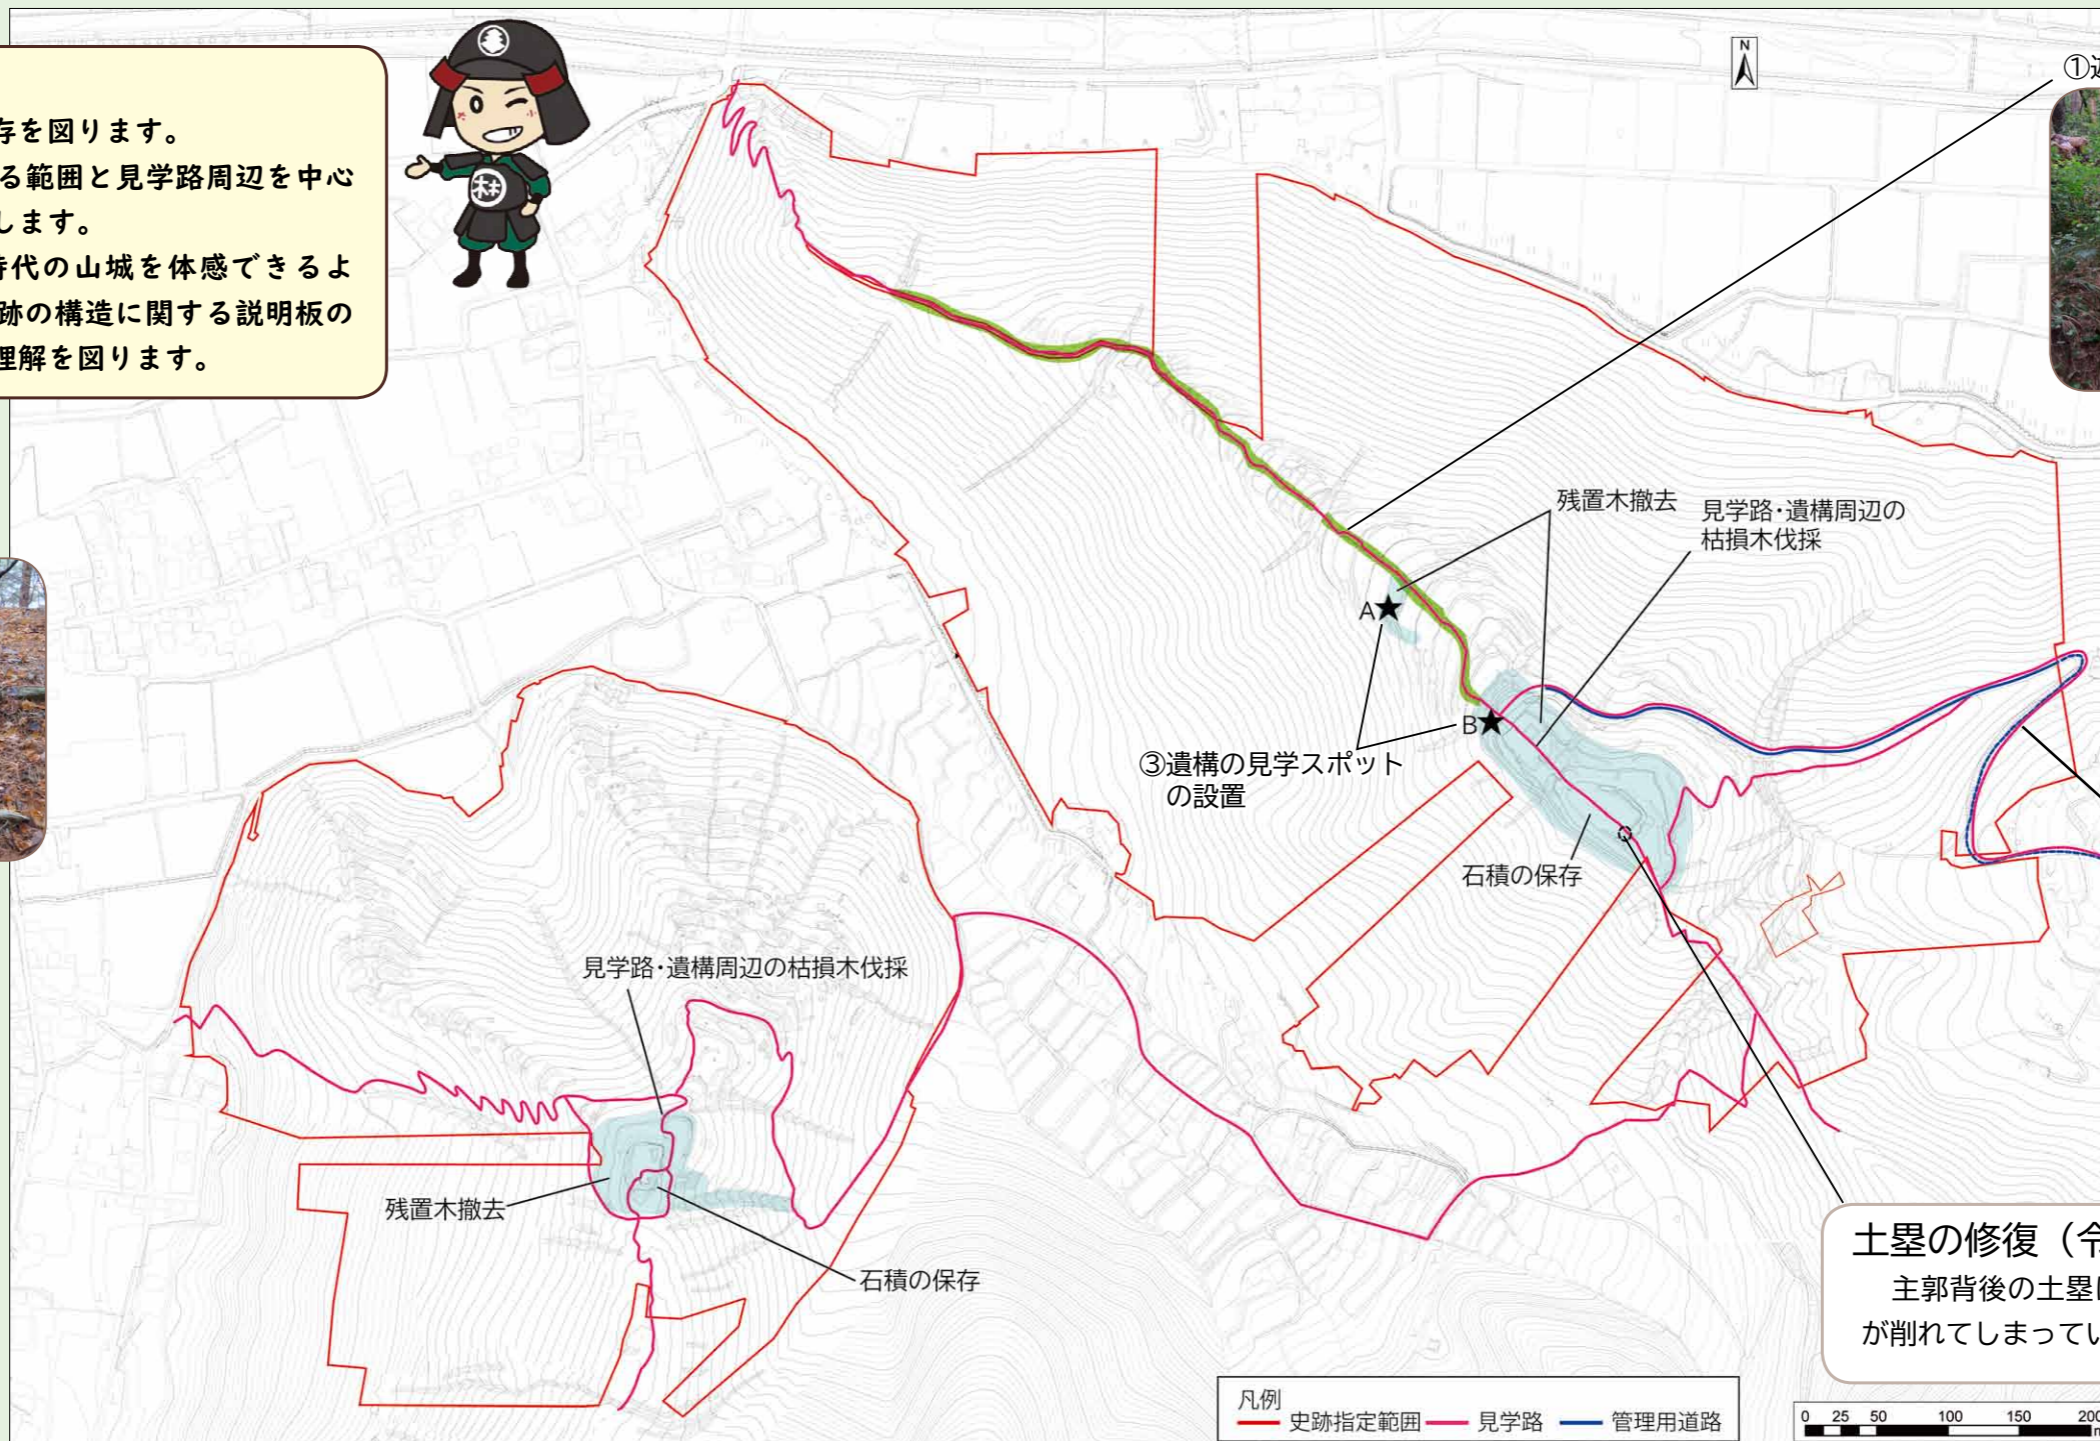 存を図ります。
る範囲と見学路周辺を中心
します。
時代の山城を体感できるよ
跡の構造に関する説明板の
理解を図ります。
林
N
①遊
残置木撤去
見学路・遺構周辺の
枯損木伐採
A★
B★
③遺構の見学スポット
の設置
石積の保存
見学路・遺構周辺の枯損木伐採
残置木撤去
石積の保存
土塁の修復（令
主郭背後の土塁は
が削れてしまってい
凡例
史跡指定範囲 見学路 管理用道路
0 25 50 100 150 200